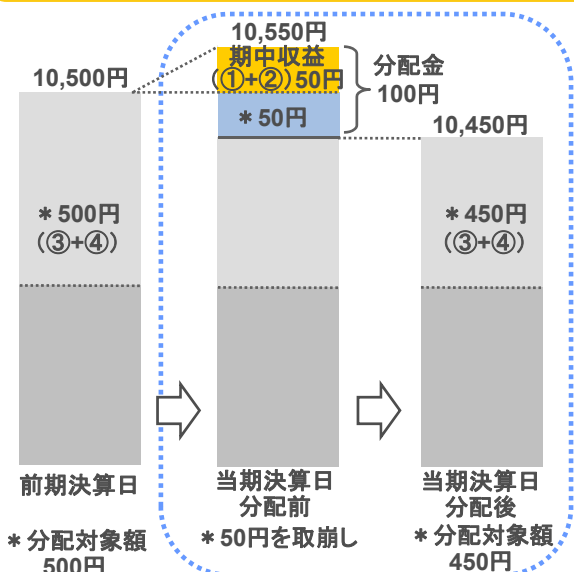 10,550円
期中収益
(①+②)50円
10,500円
分配金
100円
*50円
10,450円
*500円
(③+④)
*450円
(③+④)
前期決算日
当期決算日
分配前
当期決算日
分配後
*分配対象額
500円
*50円を取崩し
*分配対象額
450円